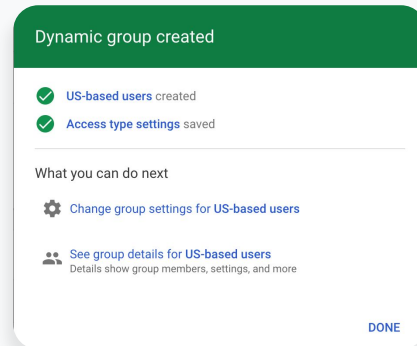 Dynamic group created
US-based users created
Access type settings saved
What you can do next
Change group settings for US-based users
See group details for US-based users
Details show group members, settings, and more
DONE